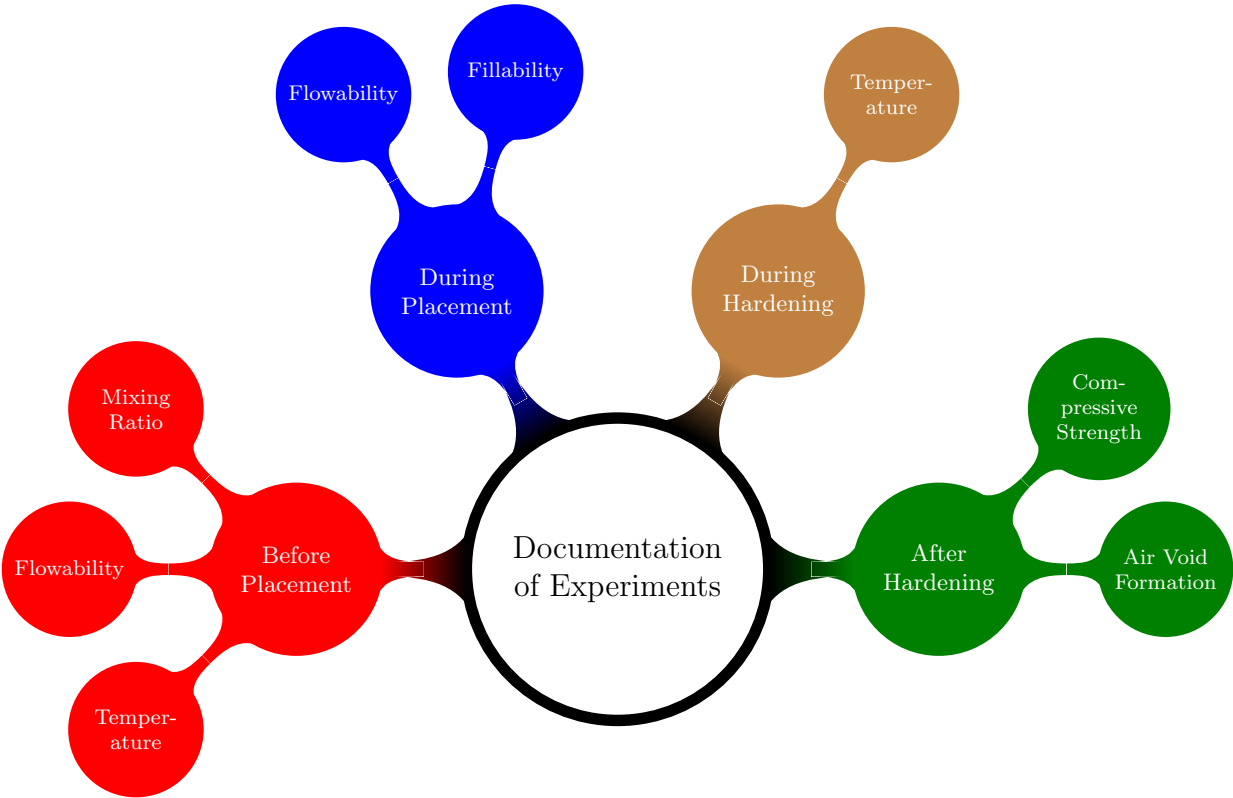 Fillability
Flowability
Temper-
ature
During
Placement
During
Hardening
Mixing
Ratio
Com-
pressive
Strength
Documentation
of Experiments
Before
Placement
Flowability
After
Hardening
Air Void
Formation
Temper-
ature